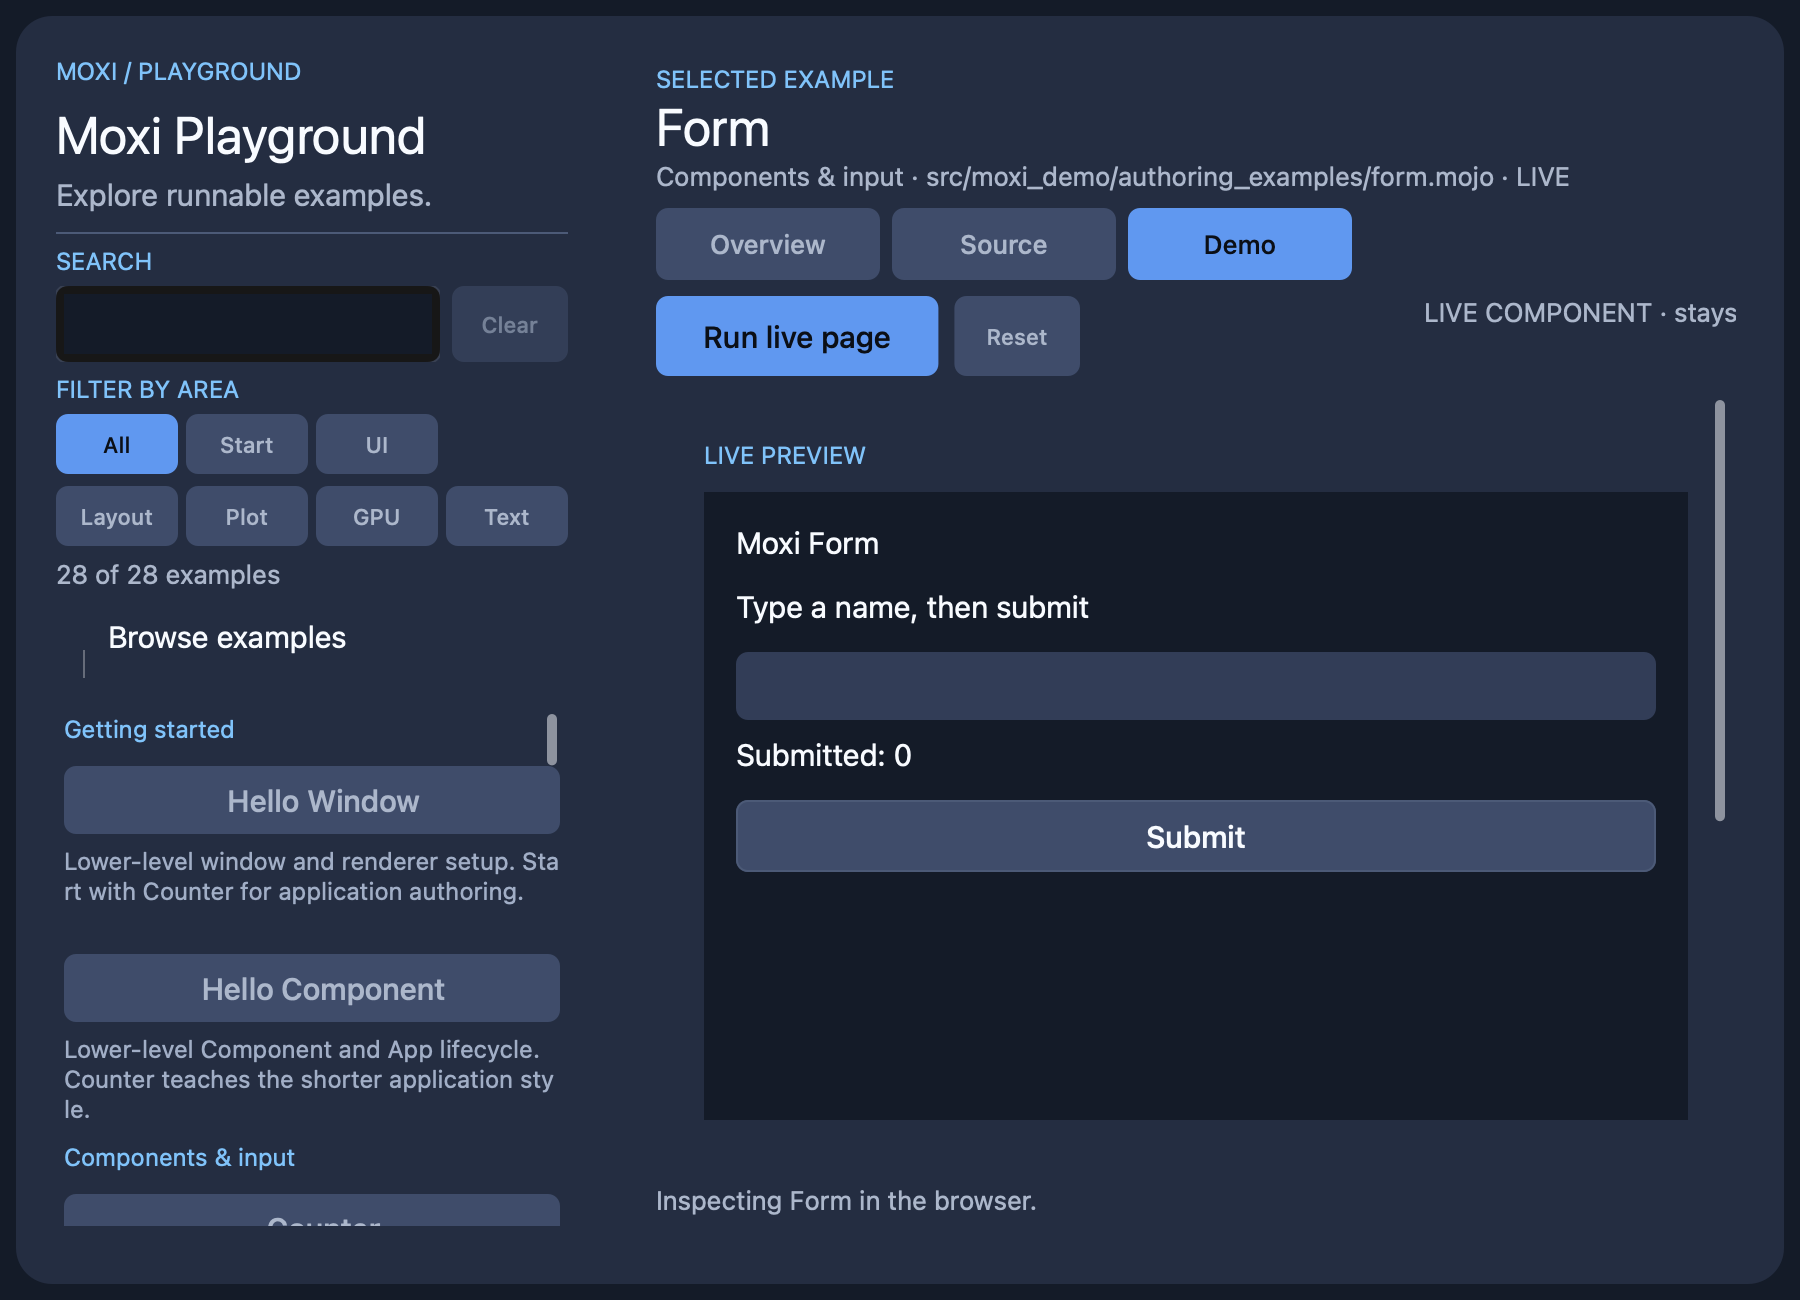 MOXI / PLAYGROUND
Moxi Playground
Explore runnable examples.
SEARCH
Clear
FILTER BY AREA
All
Start
UI
Layout
Plot
GPU
Text
28 of 28 examples
Browse examples
Getting started
Hello Window
Lower-level window and renderer setup. Sta
rt with Counter for application authoring.
Hello Component
Lower-level Component and App lifecycle.
Counter teaches the shorter application sty
le.
Components & input
Counter
SELECTED EXAMPLE
Form
Components & input · src/moxi_demo/authoring_examples/form.mojo · LIVE
Overview
Source
Demo
Run live page
Reset
LIVE COMPONENT · stays
LIVE PREVIEW
Moxi Form
Type a name, then submit
Submitted: 0
Submit
Inspecting Form in the browser.